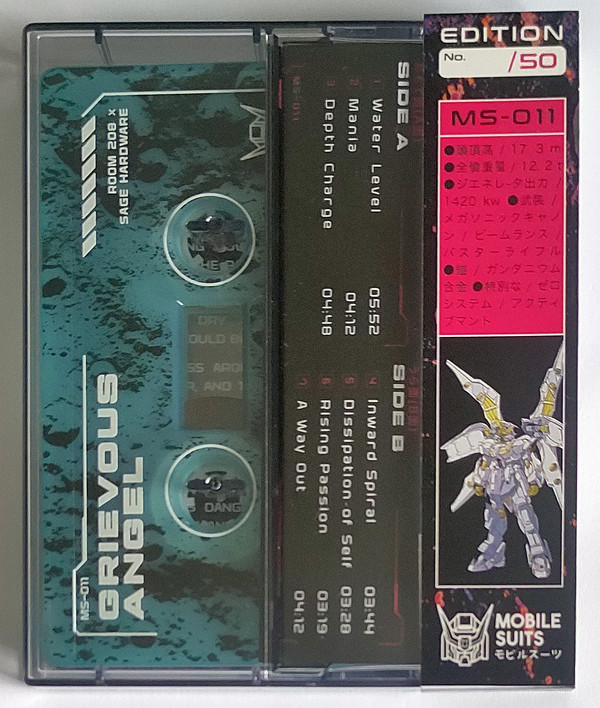 ROOM 208 X
SAGE HARDWARE
MS-011
GRIEVOUS
ANGEL
SIDE A
1 Water Level 05:52
2 Mania 04:12
3 Depth Charge 04:48
MS-011
SIDE B
4 Inward Spiral 03:44
5 Dissipation of Self 03:28
6 Rising Passion 03:19
7 A Way Out 04:12
EDITION
No. /50
MS-011
●頭頂高 / 17.3 m
●全備重量 / 12.2 t
●ジェネレータ出力 /
1420 kw ●武装 /
メガソニックキャノ
ン / ビームランス /
バスターライフル
●鎧 / ガンダニウム
合金 ●特別な / ゼロ
システム / アクティ
ブマント
MOBILE
SUITS
モビルスーツ